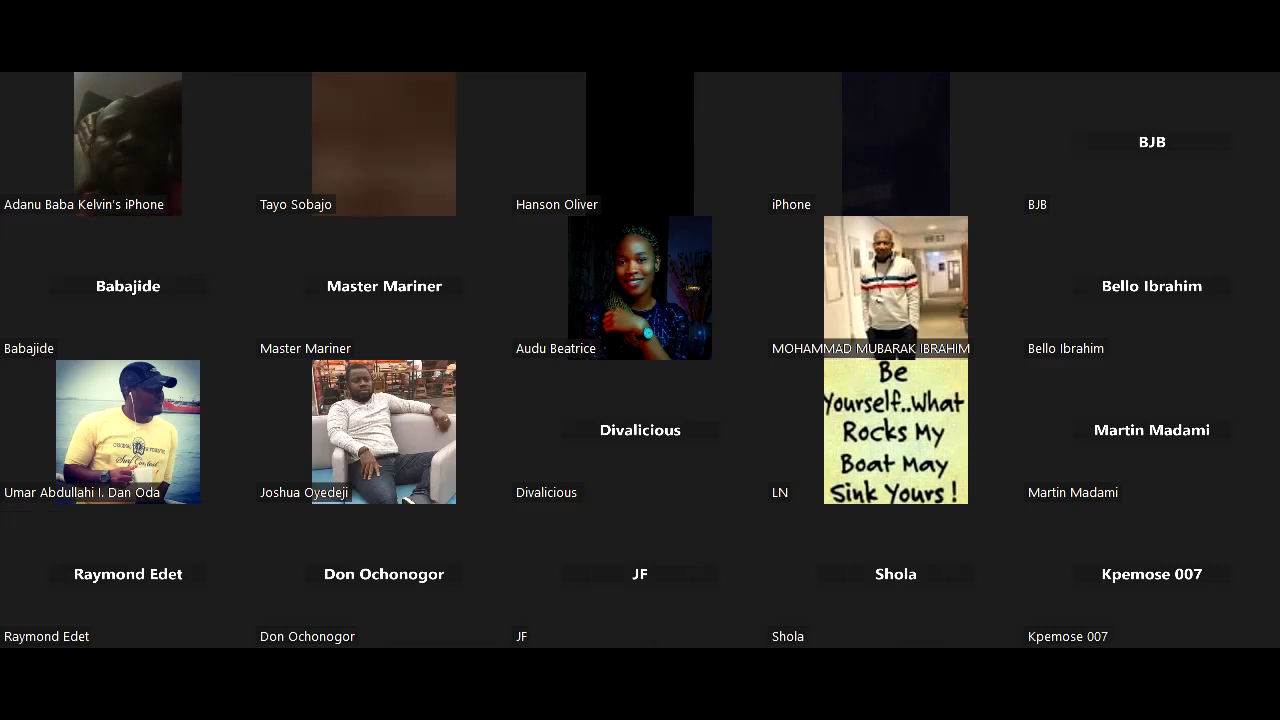 BJB
Adanu Baba Kelvin's iPhone
Tayo Sobajo
Hanson Oliver
iPhone
BJB
Babajide
Master Mariner
Bello Ibrahim
Babajide
Master Mariner
Audu Beatrice
MOHAMMAD MUBARAK IBRAHIM
Bello Ibrahim
Be
Yourself..What
Rocks My
Boat May
Sink Yours !
Divalicious
Martin Madami
Umar Abdullahi I. Dan Oda
Joshua Oyedeji
Divalicious
LN
Martin Madami
Raymond Edet
Don Ochonogor
JF
Shola
Kpemose 007
Raymond Edet
Don Ochonogor
JF
Shola
Kpemose 007